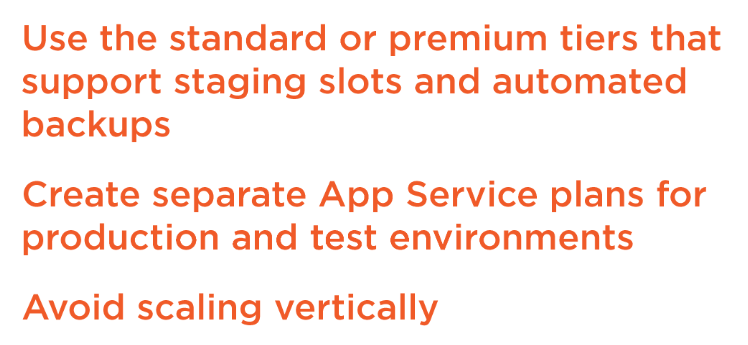 Use the standard or premium tiers that
support staging slots and automated
backups
Create separate App Service plans for
production and test environments
Avoid scaling vertically